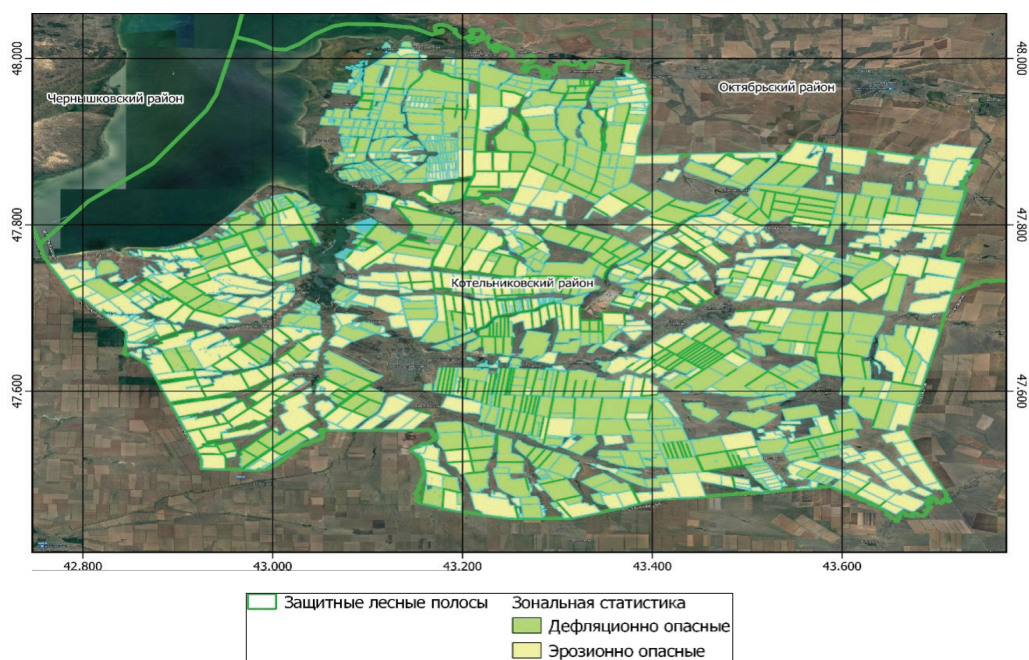 48.000
48.000
Чернышковский район
Октябрьский район
47.800
47.800
Котельниковский район
47.600
47.600
42.800
43.000
43.200
43.400
43.600
Защитные лесные полосы
Зональная статистика
Дефляционно опасные
Эрозионно опасные